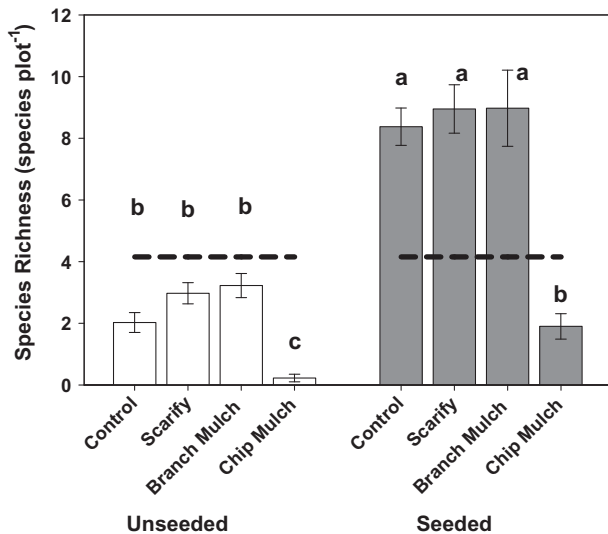 Species Richness (species plot⁻¹)
12
10
8
6
4
2
0
b
b
b
c
a
a
a
b
Control
Scarify
Branch Mulch
Chip Mulch
Control
Scarify
Branch Mulch
Chip Mulch
Unseeded
Seeded